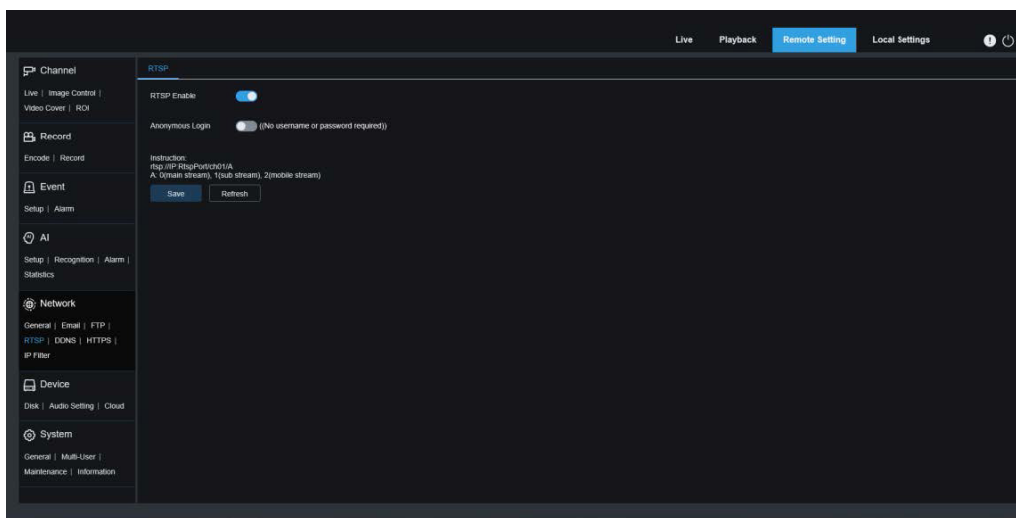 Live Playback Remote Setting Local Settings
Channel
Live | Image Control |
Video Cover | ROI
Record
Encode | Record
Event
Setup | Alarm
AI
Setup | Recognition | Alarm |
Statistics
Network
General | Email | FTP |
RTSP | DDNS | HTTPS |
IP Filter
Device
Disk | Audio Setting | Cloud
System
General | Multi-User |
Maintenance | Information
RTSP
RTSP Enable
Anonymous Login ((No username or password required))
Instruction:
rtsp://IP:RtspPort/ch01/A
A: 0(main stream), 1(sub stream), 2(mobile stream)
Save Refresh